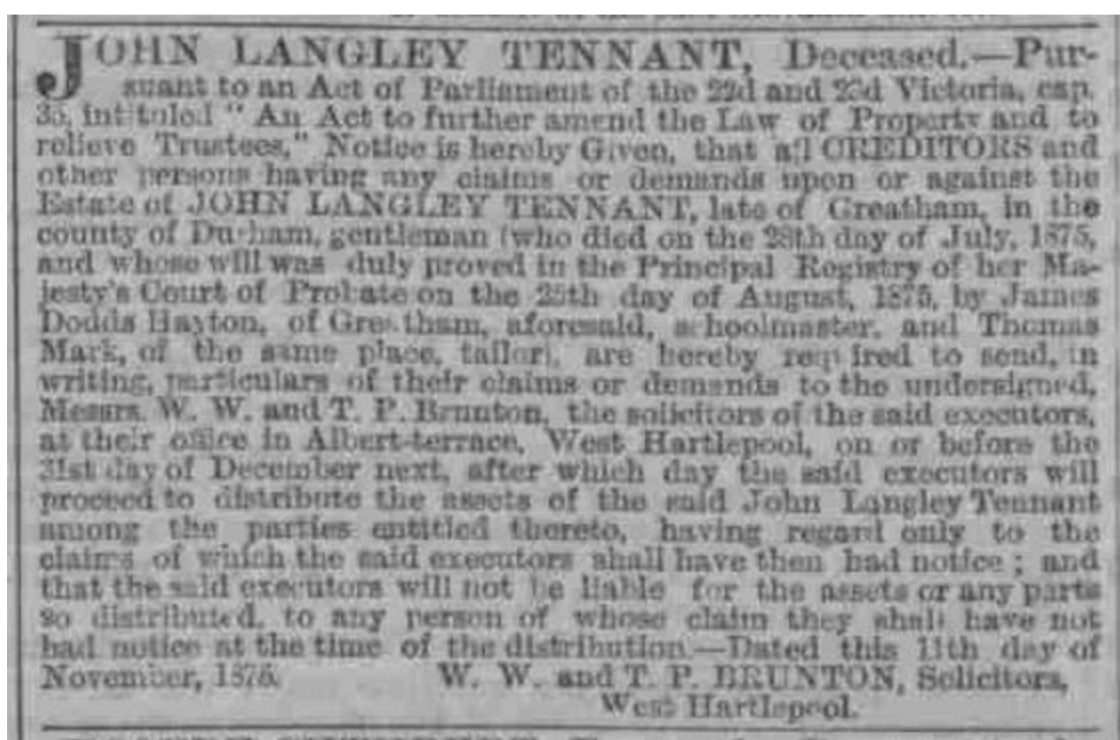 JOHN LANGLEY TENNANT, Deceased.—Pur-
suant to an Act of Parliament of the 22d and 23d Victoria, cap.
35, intituled "An Act to further amend the Law of Property and to
relieve Trustees," Notice is hereby Given, that all CREDITORS and
other persons having any claims or demands upon or against the
Estate of JOHN LANGLEY TENNANT, late of Greatham, in the
county of Durham, gentleman (who died on the 28th day of July, 1875,
and whose will was duly proved in the Principal Registry of her Ma-
jesty's Court of Probate on the 25th day of August, 1875, by James
Dodds Hayton, of Greatham, aforesaid, schoolmaster, and Thomas
Mark, of the same place, tailor), are hereby required to send, in
writing, particulars of their claims or demands to the undersigned,
Messrs. W. W. and T. P. Brunton, the solicitors of the said executors,
at their office in Albert-terrace, West Hartlepool, on or before the
31st day of December next, after which day the said executors will
proceed to distribute the assets of the said John Langley Tennant
among the parties entitled thereto, having regard only to the
claims of which the said executors shall have then had notice; and
that the said executors will not be liable for the assets or any parts
so distributed, to any person of whose claim they shall have not
had notice at the time of the distribution.—Dated this 11th day of
November, 1875.
W. W. and T. P. BRUNTON, Solicitors,
West Hartlepool.